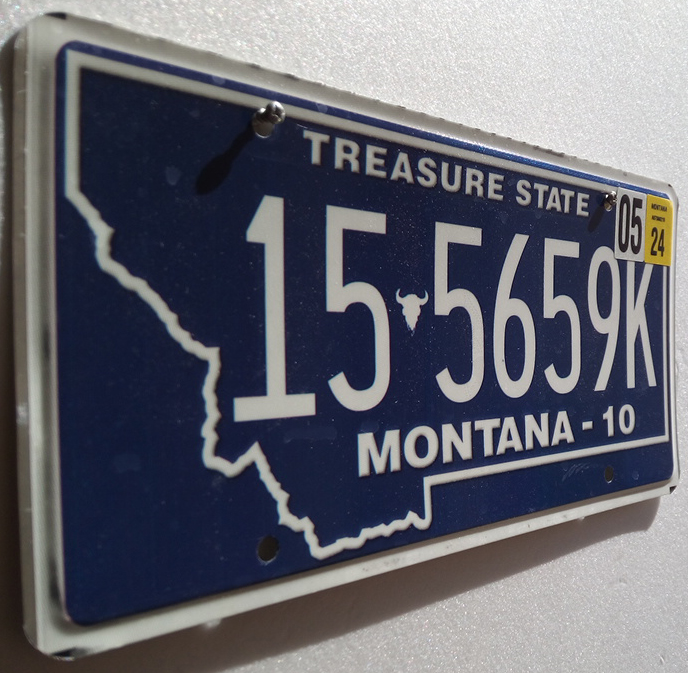 TREASURE STATE
05
24
15 5659K
MONTANA - 10